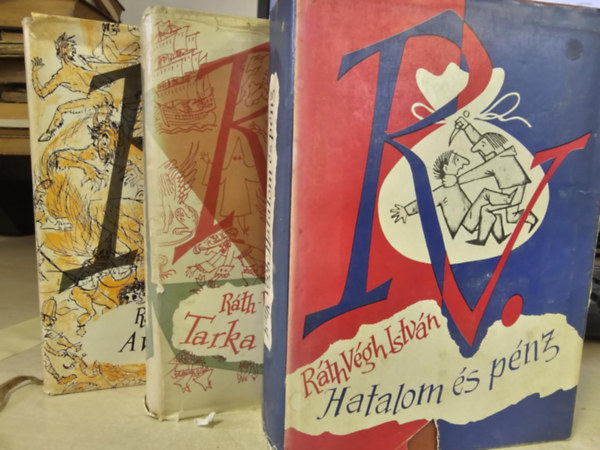 R
A
R
Ráth
Tarka
R.V.
Ráth-Végh István
Hatalom és pénz